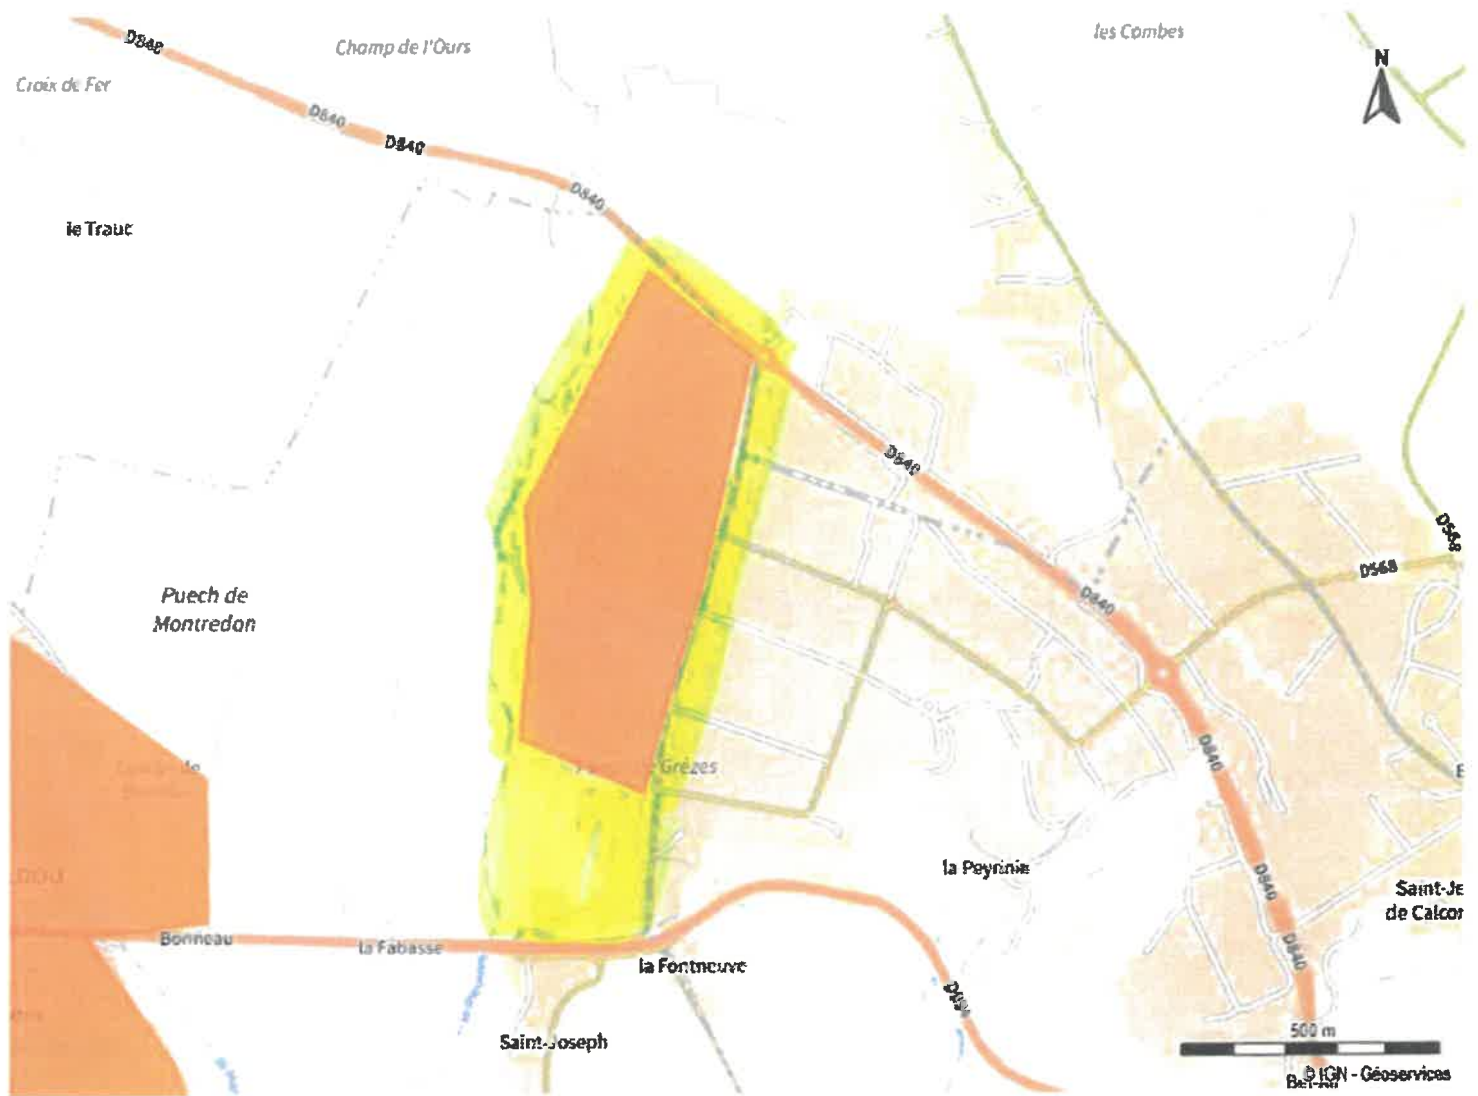 D840
Champ de l'Ours
les Combes
N
Croix de Fer
D840
D840
D840
le Trauc
D840
D568
D568
Puech de
Montredon
D840
D840
Grèzes
la Peyrinie
D840
Saint-Je
de Calcor
Bonneau
la Fabasse
D840
la Fontneuve
Saint-Joseph
500 m
© IGN - Géoservices